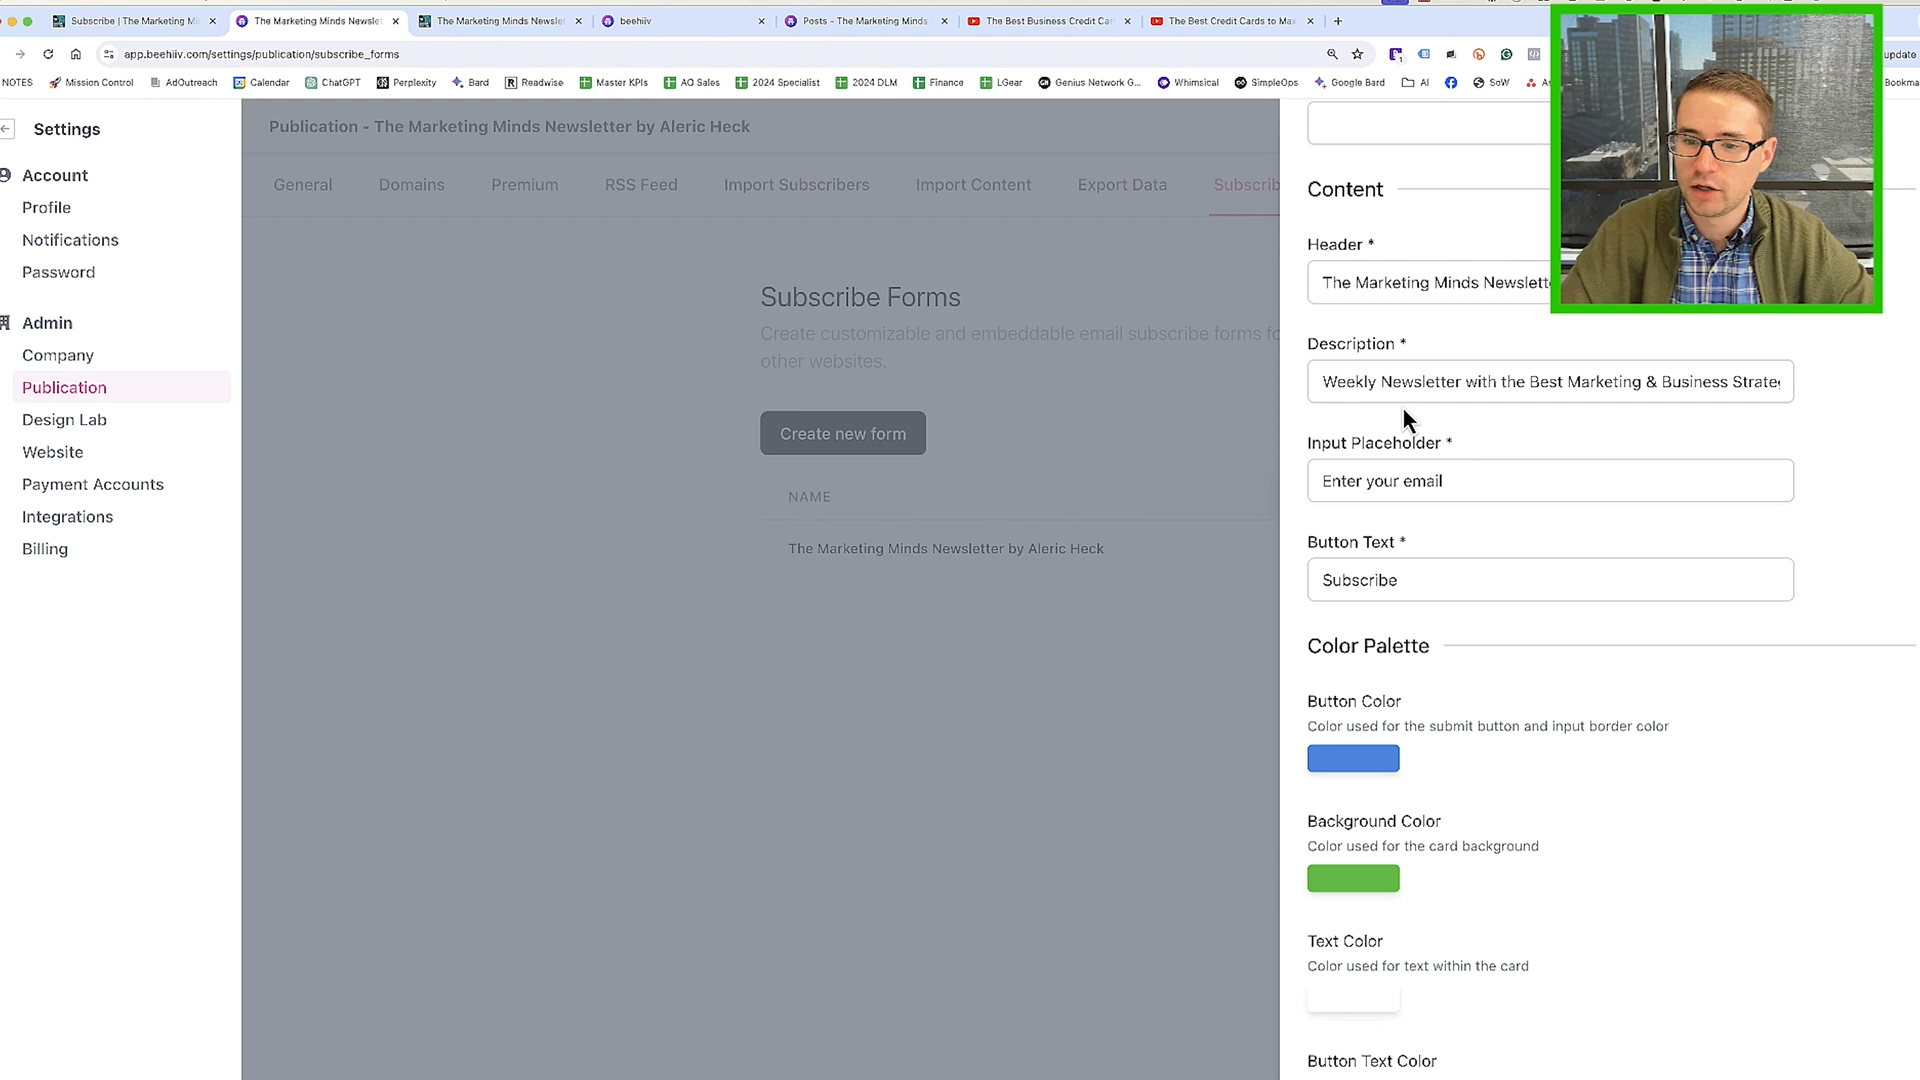 Subscribe | The Marketing Mi
The Marketing Minds Newslet
The Marketing Minds Newsle
beehiiv
Posts - The Marketing Minds
The Best Business Credit Car
The Best Credit Cards to Max
app.beehiiv.com/settings/publication/subscribe_forms
update
NOTES
Mission Control
AdOutreach
Calendar
ChatGPT
Perplexity
Bard
Readwise
Master KPIs
AO Sales
2024 Specialist
2024 DLM
Finance
LGear
Genius Network G...
Whimsical
SimpleOps
Google Bard
AI
SoW
As
Bookma
Settings
Account
Profile
Notifications
Password
Admin
Company
Publication
Design Lab
Website
Payment Accounts
Integrations
Billing
Publication - The Marketing Minds Newsletter by Aleric Heck
General
Domains
Premium
RSS Feed
Import Subscribers
Import Content
Export Data
Subscrib
Subscribe Forms
Create customizable and embeddable email subscribe forms fo
other websites.
Create new form
NAME
The Marketing Minds Newsletter by Aleric Heck
Content
Header *
The Marketing Minds Newslett
Description *
Weekly Newsletter with the Best Marketing & Business Strate
Input Placeholder *
Enter your email
Button Text *
Subscribe
Color Palette
Button Color
Color used for the submit button and input border color
Background Color
Color used for the card background
Text Color
Color used for text within the card
Button Text Color